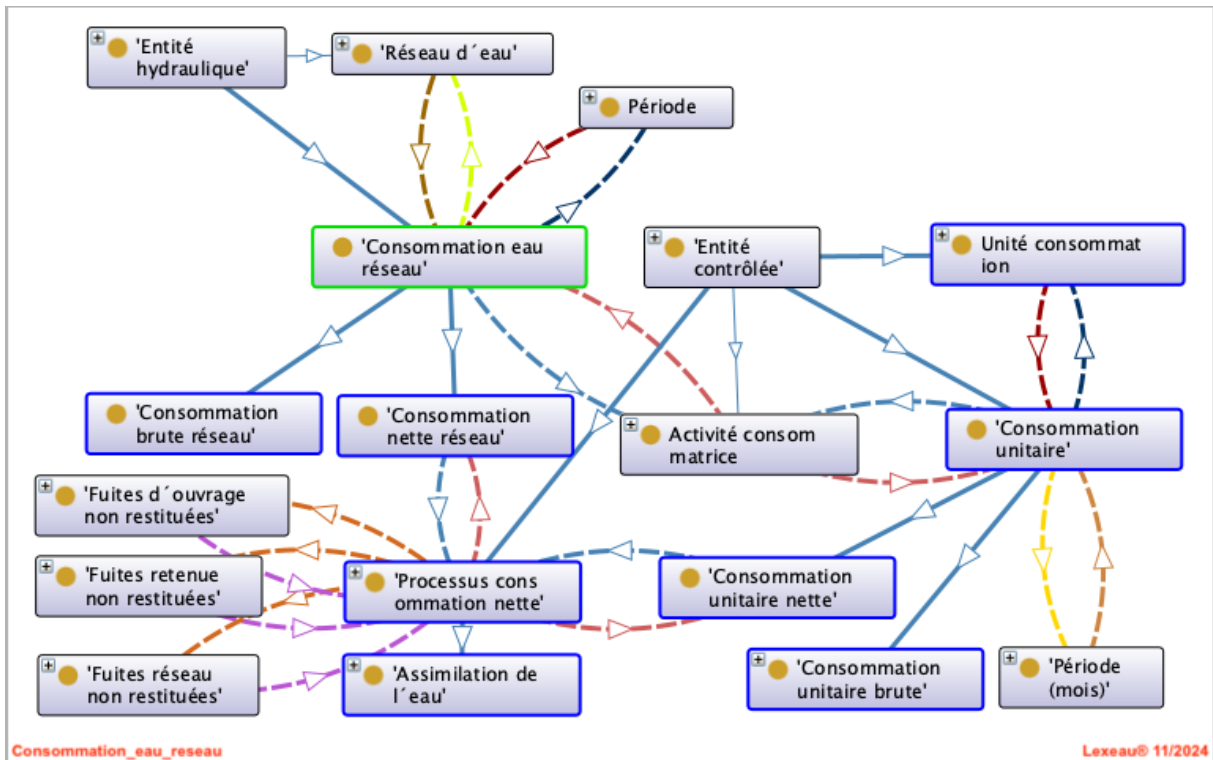 'Entité
hydraulique'
'Réseau d´eau'
Période
'Consommation eau
réseau'
'Entité
contrôlée'
Unité consommat
ion
'Consommation
brute réseau'
'Consommation
nette réseau'
Activité consom
matrice
'Consommation
unitaire'
'Fuites d´ouvrage
non restituées'
'Fuites retenue
non restituées'
'Processus cons
ommation nette'
'Consommation
unitaire nette'
'Fuites réseau
non restituées'
'Assimilation de
l´eau'
'Consommation
unitaire brute'
'Période
(mois)'
Consommation_eau_reseau
Lexeau® 11/2024